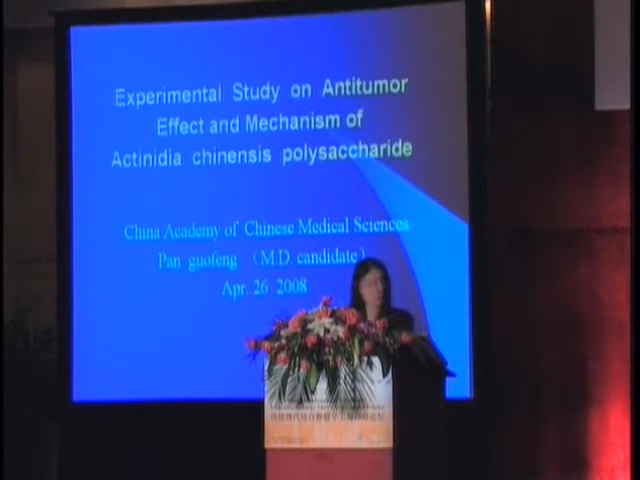 Experimental Study on Antitumor
Effect and Mechanism of
Actinidia chinensis polysaccharide
China Academy of Chinese Medical Sciences
Pan guofeng （M.D. candidate）
Apr. 26 2008